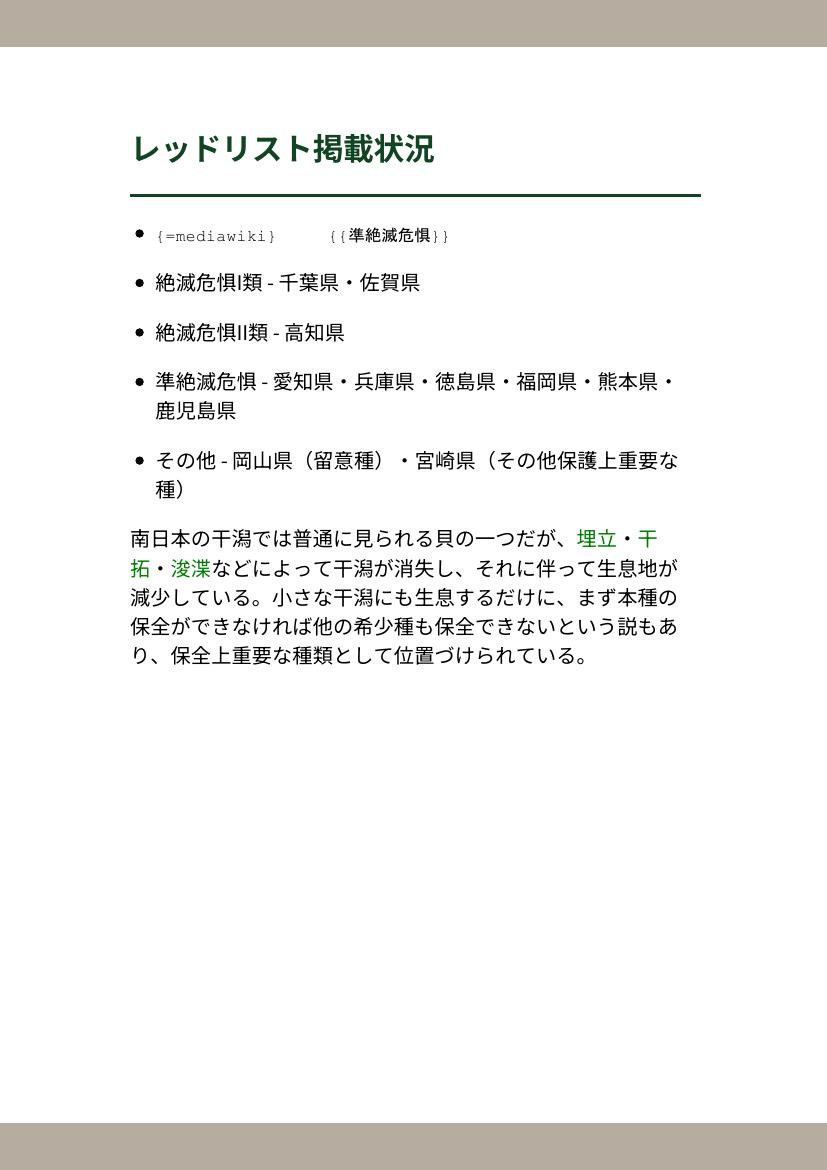 レッドリスト掲載状況
• {=mediawiki} {{準絶滅危惧}}
• 絶滅危惧I類 - 千葉県・佐賀県
• 絶滅危惧II類 - 高知県
• 準絶滅危惧 - 愛知県・兵庫県・徳島県・福岡県・熊本県・
鹿児島県
• その他 - 岡山県（留意種）・宮崎県（その他保護上重要な
種）
南日本の干潟では普通に見られる貝の一つだが、埋立・干
拓・浚渫などによって干潟が消失し、それに伴って生息地が
減少している。小さな干潟にも生息するだけに、まず本種の
保全ができなければ他の希少種も保全できないという説もあ
り、保全上重要な種類として位置づけられている。